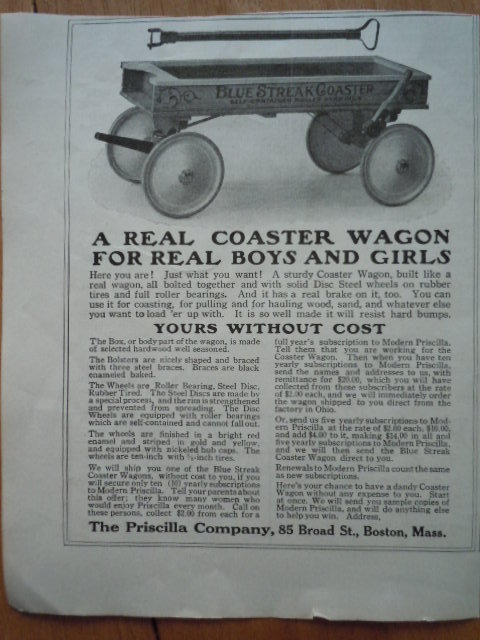 BLUE STREAK COASTER
SELF-CONTAINED ROLLER BEARINGS
A REAL COASTER WAGON
FOR REAL BOYS AND GIRLS
Here you are! Just what you want! A sturdy Coaster Wagon, built like a
real wagon, all bolted together and with solid Disc Steel wheels on rubber
tires and full roller bearings. And it has a real brake on it, too. You can
use it for coasting, for pulling and for hauling wood, sand, and whatever else
you want to load 'er up with. It is so well made it will resist hard bumps.
YOURS WITHOUT COST
The Box, or body part of the wagon, is made
of selected hardwood well seasoned.
The Bolsters are nicely shaped and braced
with three steel braces. Braces are black
enameled baked.
The Wheels are Roller Bearing, Steel Disc,
Rubber Tired. The Steel Discs are made by
a special process, and the rim is strengthened
and prevented from spreading. The Disc
Wheels are equipped with roller bearings
which are self-contained and cannot fall out.
The wheels are finished in a bright red
enamel and striped in gold and yellow,
and equipped with nickeled hub caps. The
wheels are ten-inch with ½-inch tires.
We will ship you one of the Blue Streak
Coaster Wagons, without cost to you, if you
will secure only ten (10) yearly subscriptions
to Modern Priscilla. Tell your parents about
this offer; they know many women who
would enjoy Priscilla every month. Call on
these persons, collect $2.00 from each for a
full year's subscription to Modern Priscilla.
Tell them that you are working for the
Coaster Wagon. Then when you have ten
yearly subscriptions to Modern Priscilla,
send the names and addresses to us, with
remittance for $20.00, which you will have
collected from these subscribers at the rate
of $2.00 each, and we will immediately order
the wagon shipped to you direct from the
factory in Ohio.
Or, send us five yearly subscriptions to Mod-
ern Priscilla at the rate of $2.00 each, $10.00,
and add $4.00 to it, making $14.00 in all and
five yearly subscriptions to Modern Priscilla,
and we will then send the Blue Streak
Coaster Wagon direct to you.
Renewals to Modern Priscilla count the same
as new subscriptions.
Here's your chance to have a dandy Coaster
Wagon without any expense to you. Start
at once. We will send you sample copies of
Modern Priscilla, and will do anything else
to help you win. Address,
The Priscilla Company, 85 Broad St., Boston, Mass.